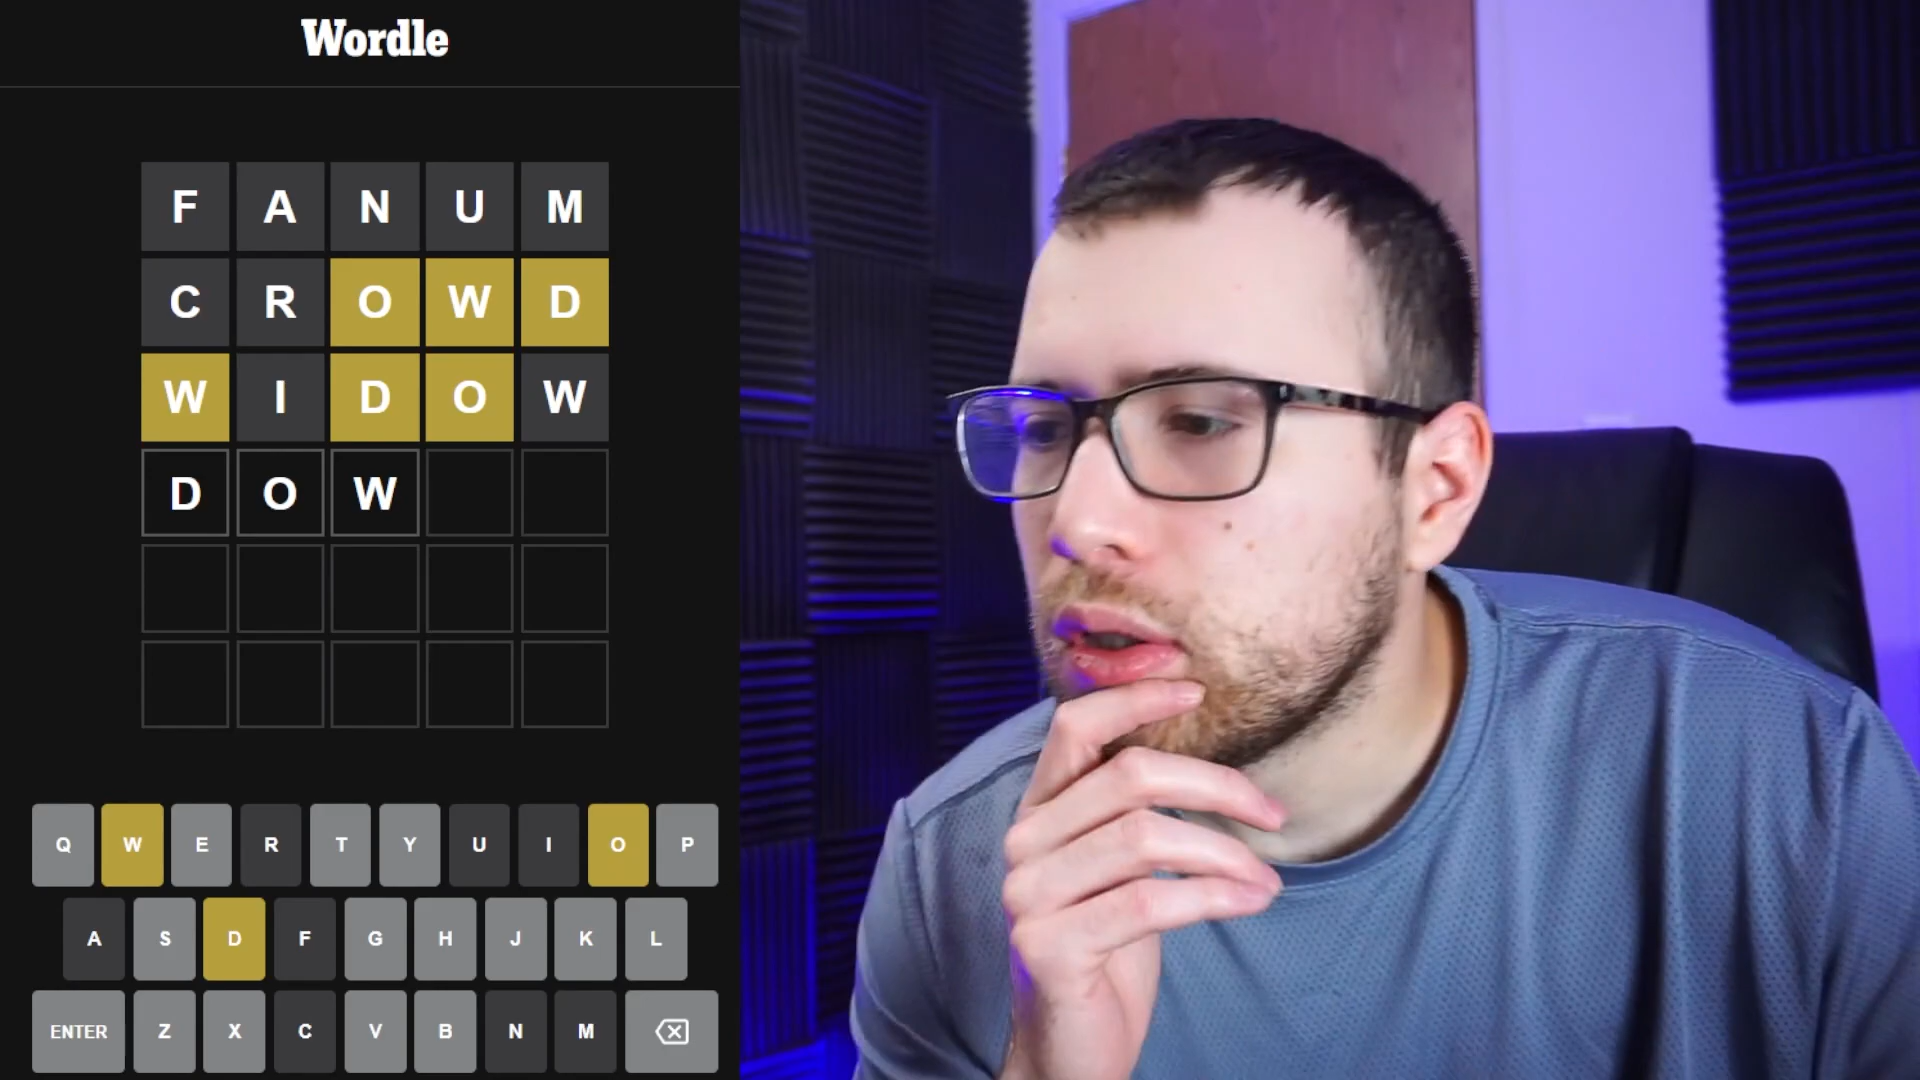 Wordle
F A N U M
C R O W D
W I D O W
D O W
Q W E R T Y U I O P
A S D F G H J K L
ENTER Z X C V B N M